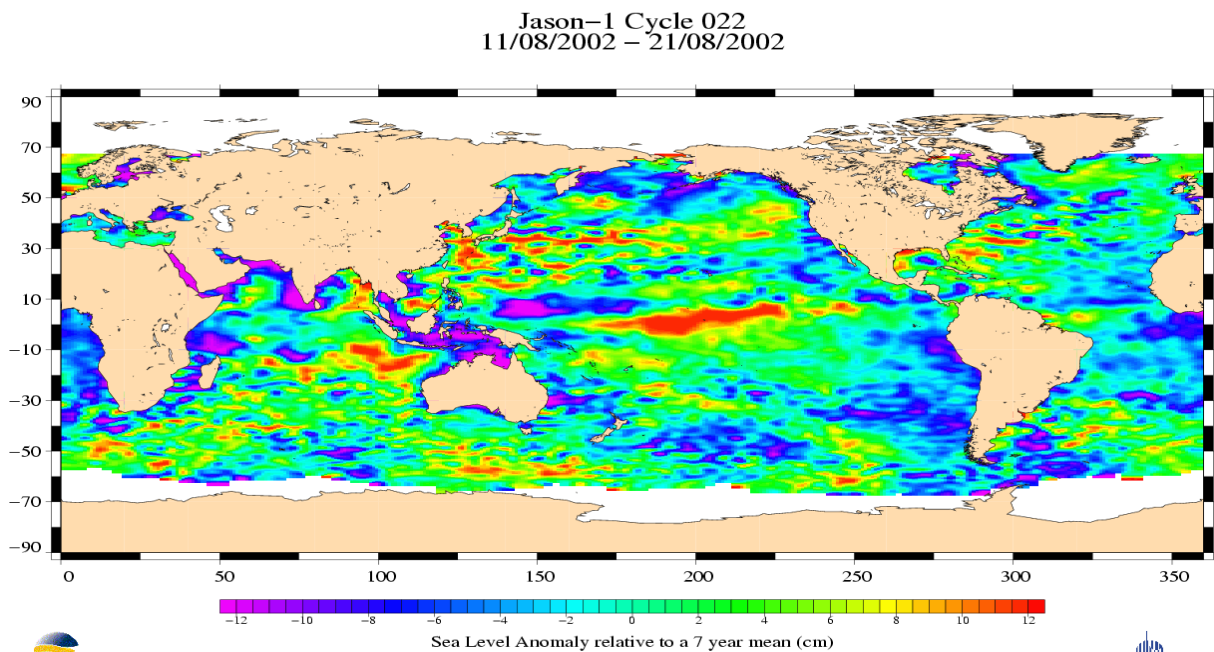 Jason-1 Cycle 022
11/08/2002 - 21/08/2002
90
70
50
30
10
-10
-30
-50
-70
-90
0 50 100 150 200 250 300 350
-12 -10 -8 -6 -4 -2 0 2 4 6 8 10 12
Sea Level Anomaly relative to a 7 year mean (cm)